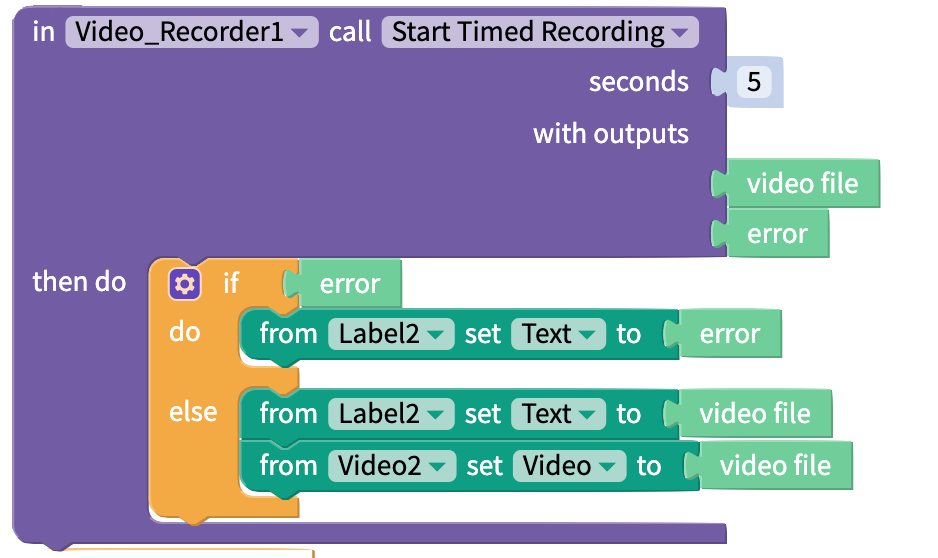 in Video_Recorder1 call Start Timed Recording
seconds 5
with outputs
video file
error
then do if error
do from Label2 set Text to error
else from Label2 set Text to video file
from Video2 set Video to video file